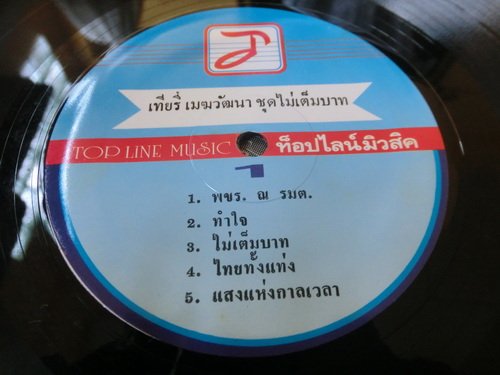 เทียรี่ เมฆวัฒนา ชุดไม่เต็มบาท
TOP LINE MUSIC ท็อปไลน์มิวสิค
1
1. พชร. ณ รมต.
2. ทำใจ
3. ไม่เต็มบาท
4. ไทยทั้งแท่ง
5. แสงแห่งกาลเวลา